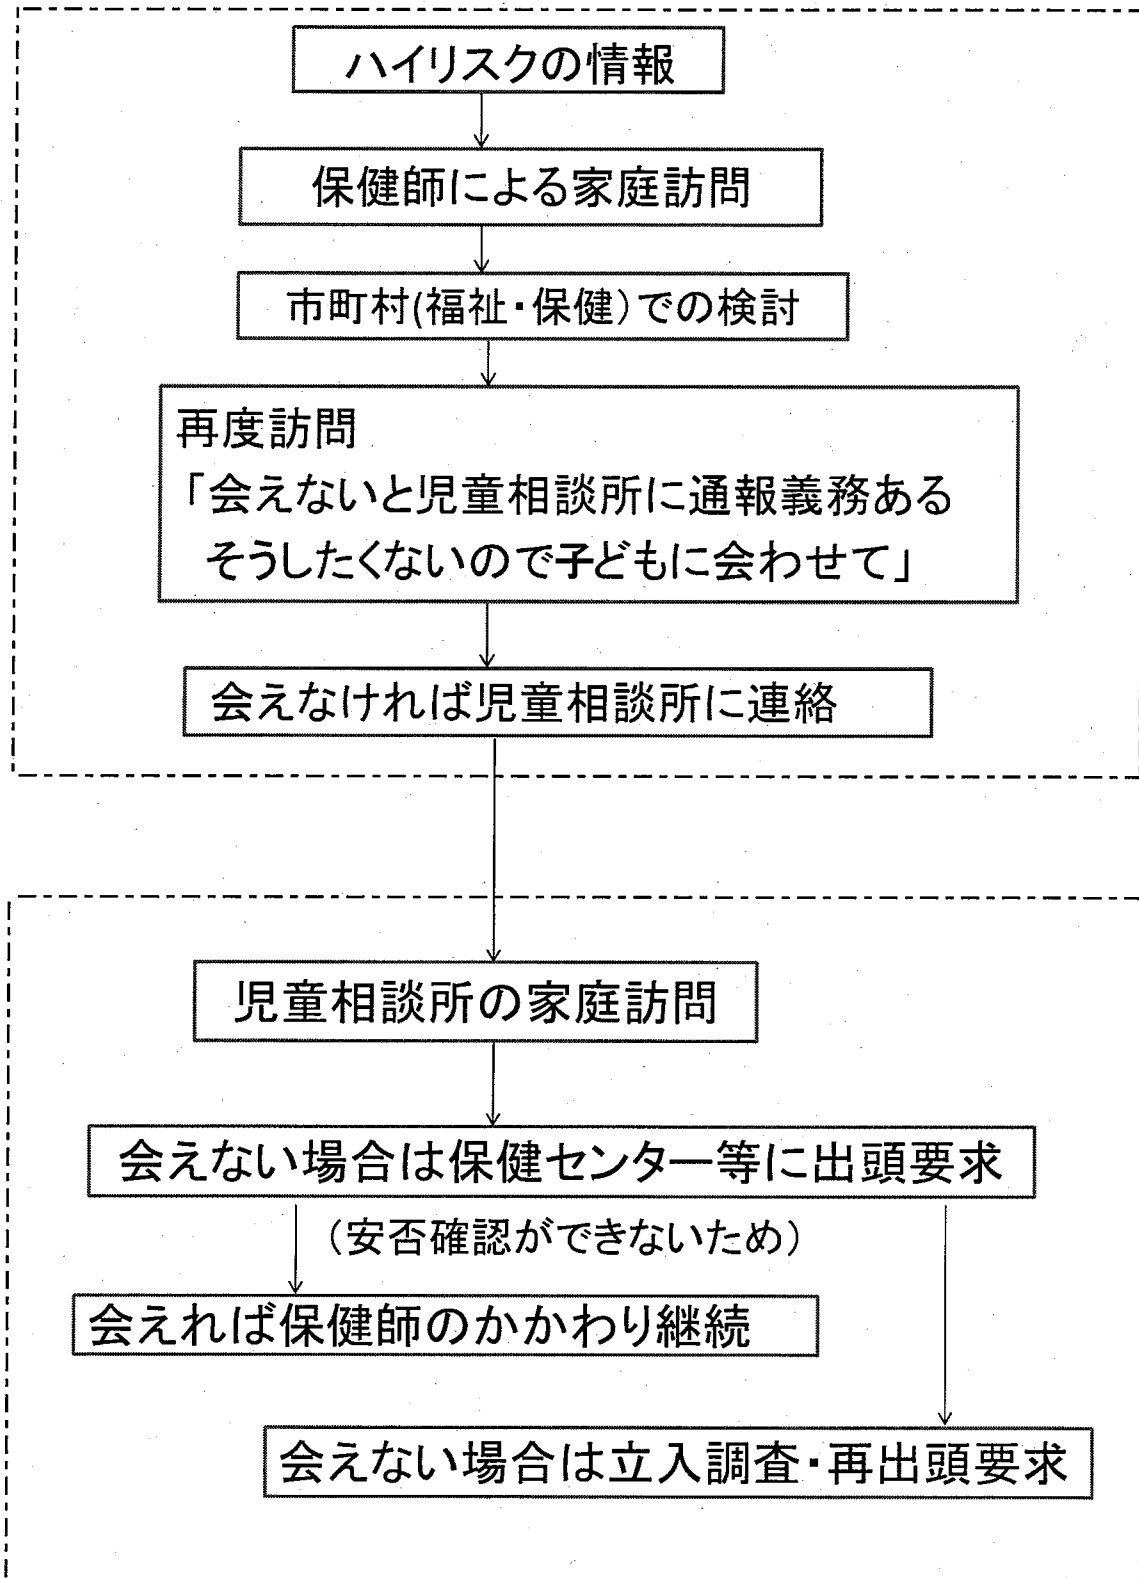 ハイリスクの情報
保健師による家庭訪問
市町村(福祉・保健)での検討
再度訪問
「会えないと児童相談所に通報義務ある
そうしたくないので子どもに会わせて」
会えなければ児童相談所に連絡
児童相談所の家庭訪問
会えない場合は保健センター等に出頭要求
(安否確認ができないため)
会えれば保健師のかかわり継続
会えない場合は立入調査・再出頭要求